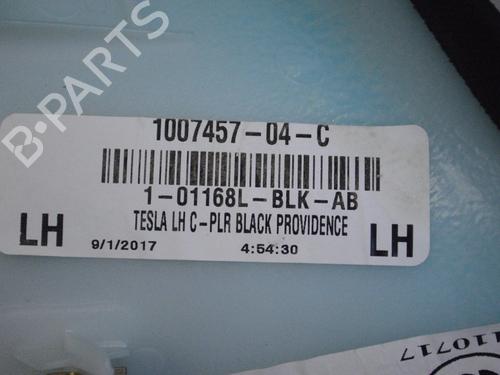 B-PARTS
1007457-04-C
1-01168L-BLK-AB
TESLA LH C-PLR BLACK PROVIDENCE
LH 9/1/2017 4:54:30 LH
110717